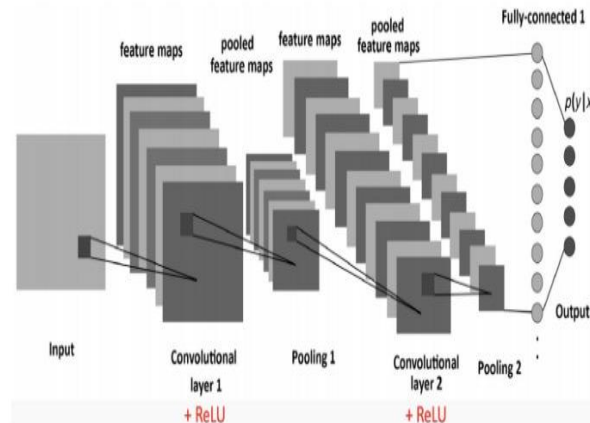 feature maps
pooled
feature maps
feature maps
pooled
feature maps
Fully-connected 1
p(y|x
Input
Convolutional
layer 1
Pooling 1
Convolutional
layer 2
Pooling 2
Output
+ ReLU
+ ReLU